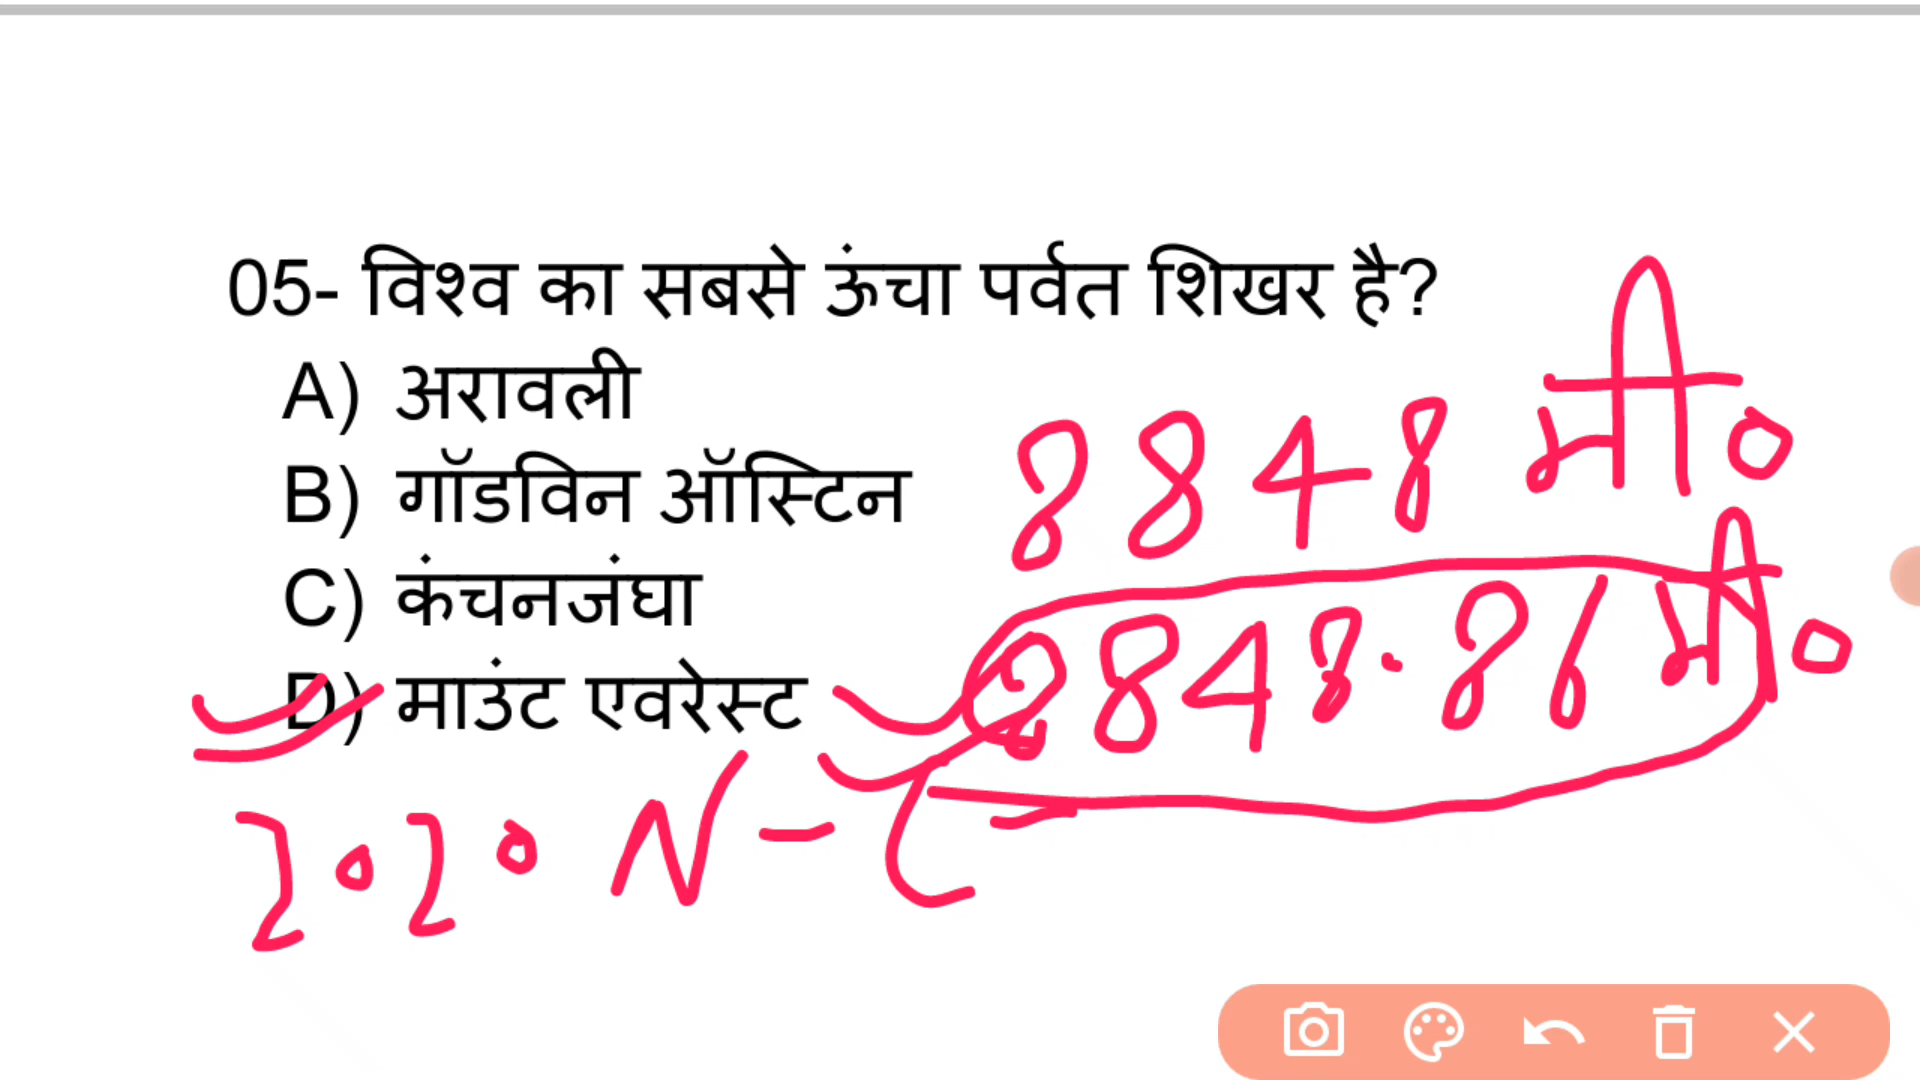 05- विश्व का सबसे ऊंचा पर्वत शिखर है?
A) अरावली
B) गॉडविन ऑस्टिन
8848 मी०
C) कंचनजंघा
D) माउंट एवरेस्ट
8848.86 मी०
2020 N-C